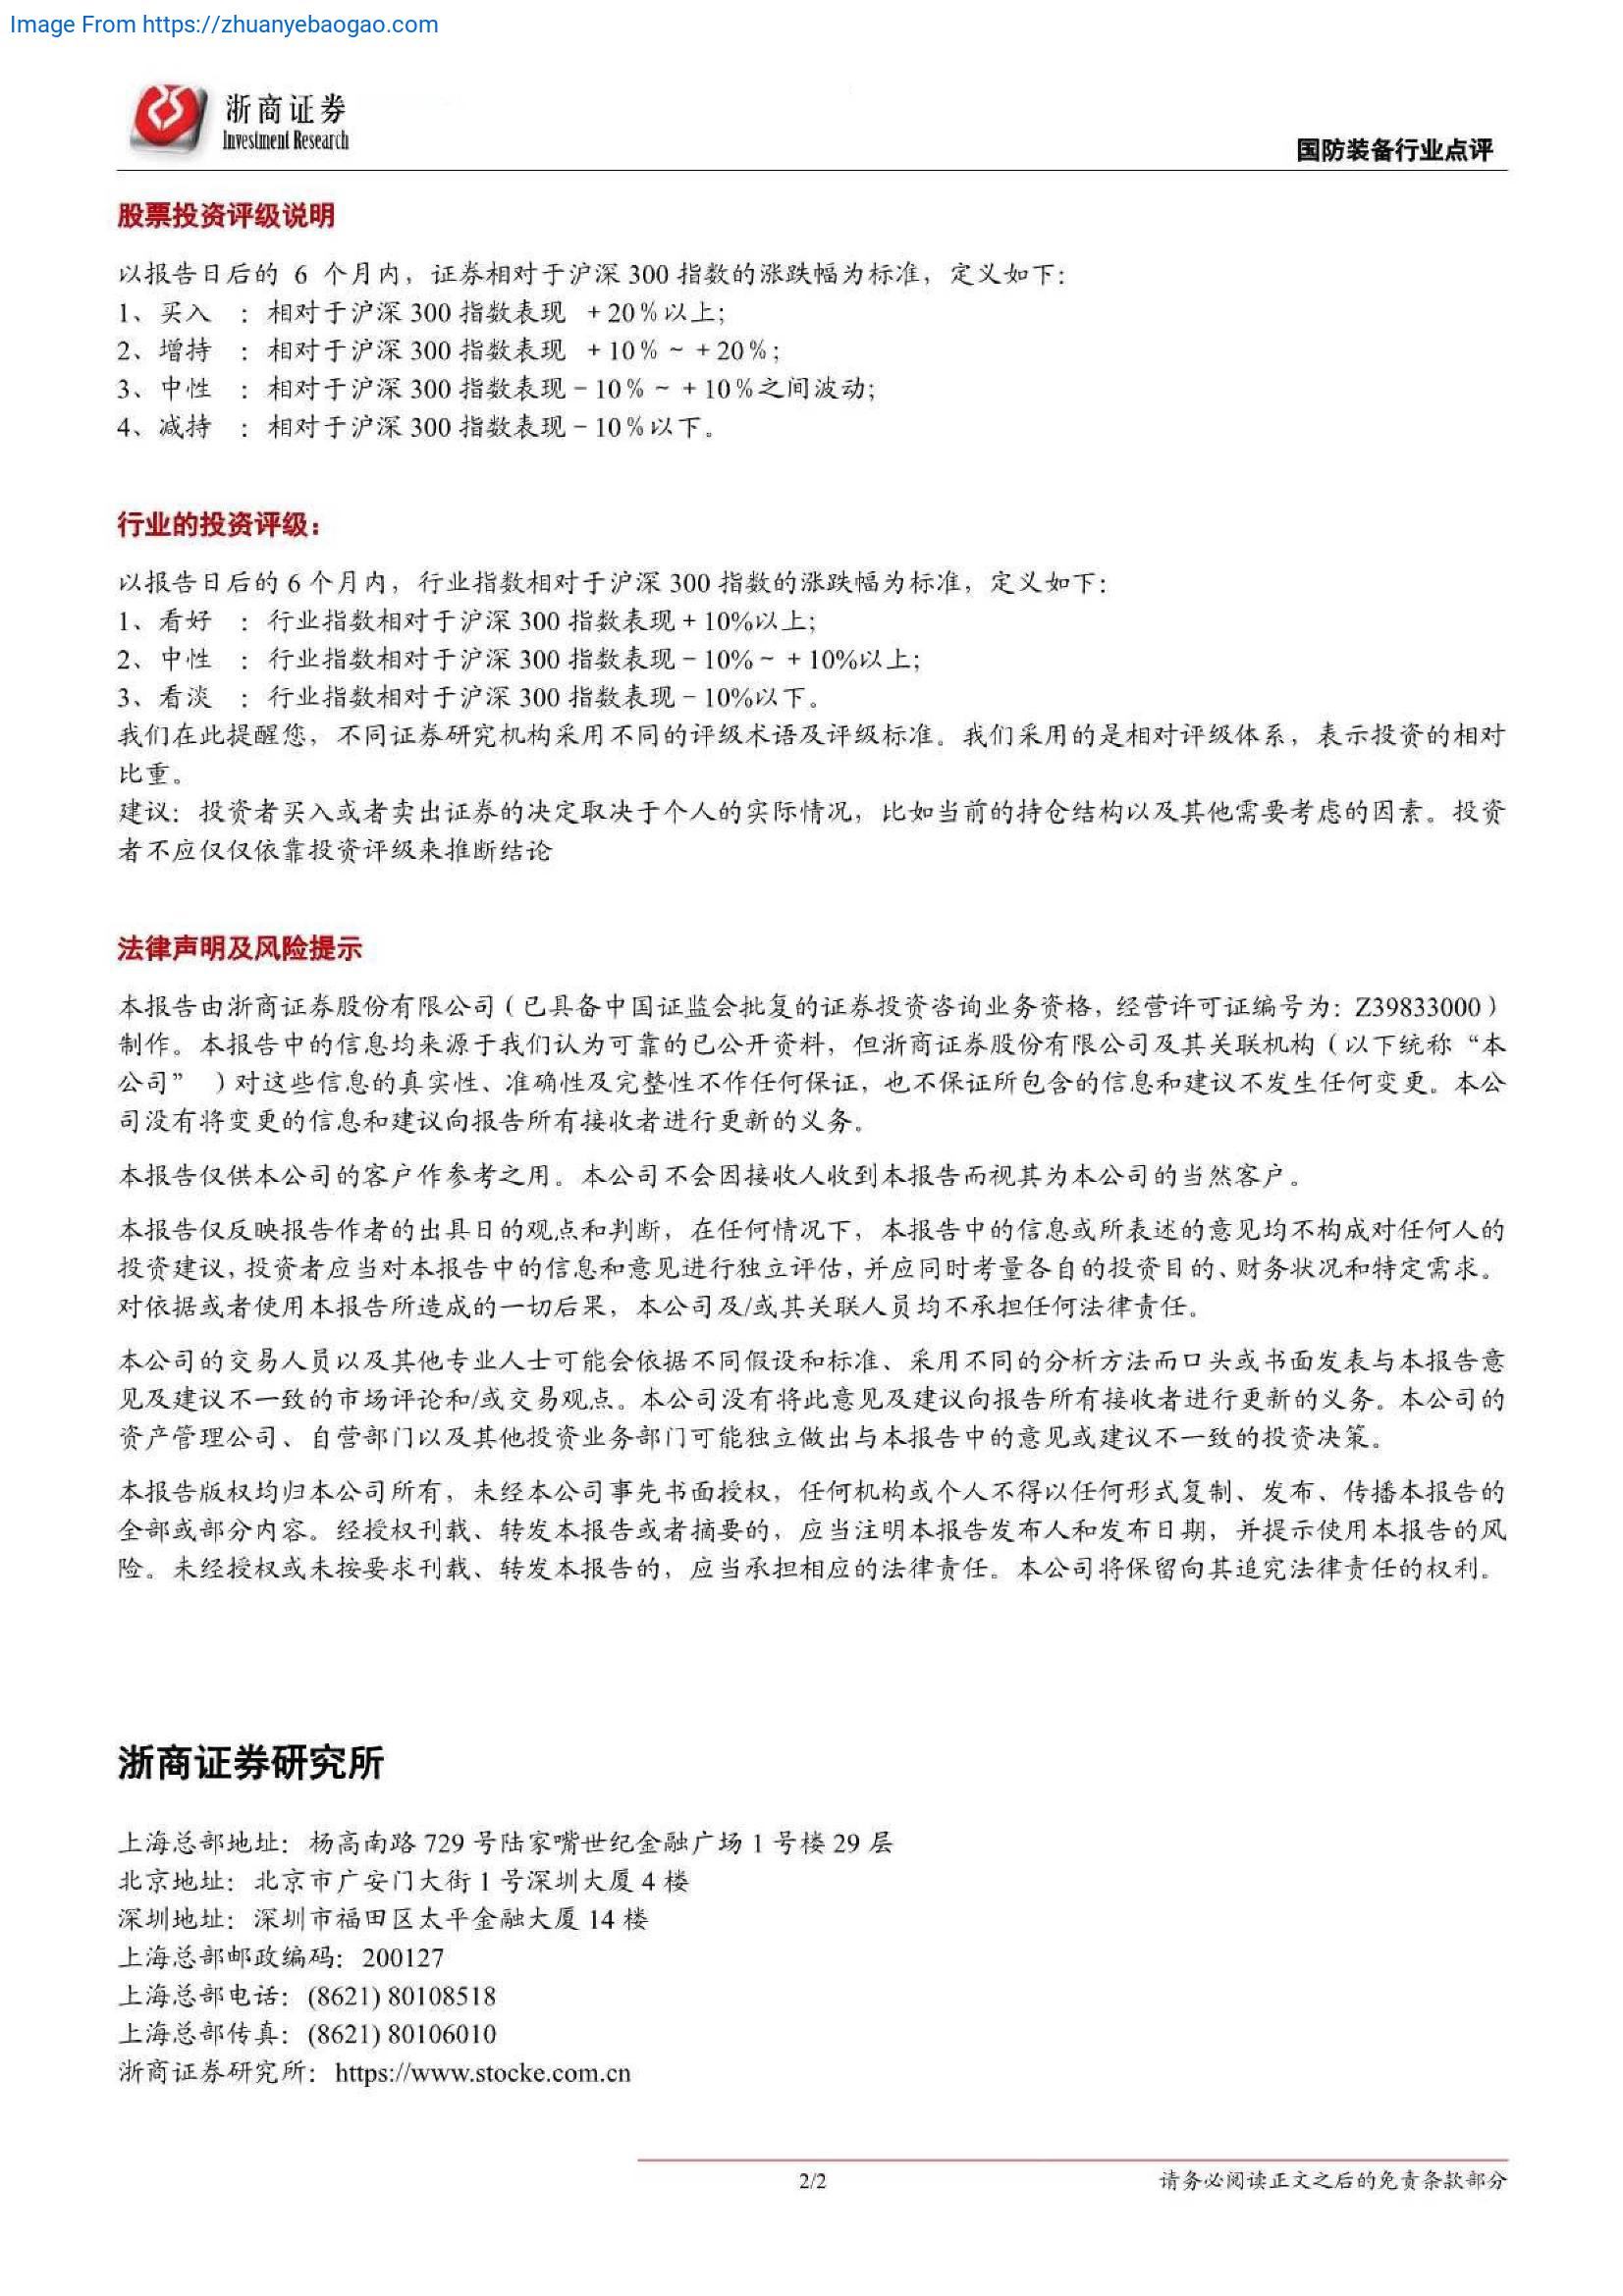 Image From https://zhuanyebaogao.com
浙商证券
Investment Research
国防装备行业点评
股票投资评级说明
以报告日后的 6 个月内，证券相对于沪深 300 指数的涨跌幅为标准，定义如下：
1、买入 ：相对于沪深 300 指数表现 ＋20％以上；
2、增持 ：相对于沪深 300 指数表现 ＋10％～＋20％；
3、中性 ：相对于沪深 300 指数表现－10％～＋10％之间波动；
4、减持 ：相对于沪深 300 指数表现－10％以下。
行业的投资评级：
以报告日后的 6 个月内，行业指数相对于沪深 300 指数的涨跌幅为标准，定义如下：
1、看好 ：行业指数相对于沪深 300 指数表现＋10%以上；
2、中性 ：行业指数相对于沪深 300 指数表现－10%～＋10%以上；
3、看淡 ：行业指数相对于沪深 300 指数表现－10%以下。
我们在此提醒您，不同证券研究机构采用不同的评级术语及评级标准。我们采用的是相对评级体系，表示投资的相对
比重。
建议：投资者买入或者卖出证券的决定取决于个人的实际情况，比如当前的持仓结构以及其他需要考虑的因素。投资
者不应仅仅依靠投资评级来推断结论
法律声明及风险提示
本报告由浙商证券股份有限公司（已具备中国证监会批复的证券投资咨询业务资格，经营许可证编号为：Z39833000）
制作。本报告中的信息均来源于我们认为可靠的已公开资料，但浙商证券股份有限公司及其关联机构（以下统称“本
公司”）对这些信息的真实性、准确性及完整性不作任何保证，也不保证所包含的信息和建议不发生任何变更。本公
司没有将变更的信息和建议向报告所有接收者进行更新的义务。
本报告仅供本公司的客户作参考之用。本公司不会因接收人收到本报告而视其为本公司的当然客户。
本报告仅反映报告作者的出具日的观点和判断，在任何情况下，本报告中的信息或所表述的意见均不构成对任何人的
投资建议，投资者应当对本报告中的信息和意见进行独立评估，并应同时考量各自的投资目的、财务状况和特定需求。
对依据或者使用本报告所造成的一切后果，本公司及/或其关联人员均不承担任何法律责任。
本公司的交易人员以及其他专业人士可能会依据不同假设和标准、采用不同的分析方法而口头或书面发表与本报告意
见及建议不一致的市场评论和/或交易观点。本公司没有将此意见及建议向报告所有接收者进行更新的义务。本公司的
资产管理公司、自营部门以及其他投资业务部门可能独立做出与本报告中的意见或建议不一致的投资决策。
本报告版权均归本公司所有，未经本公司事先书面授权，任何机构或个人不得以任何形式复制、发布、传播本报告的
全部或部分内容。经授权刊载、转发本报告或者摘要的，应当注明本报告发布人和发布日期，并提示使用本报告的风
险。未经授权或未按要求刊载、转发本报告的，应当承担相应的法律责任。本公司将保留向其追究法律责任的权利。
浙商证券研究所
上海总部地址：杨高南路 729 号陆家嘴世纪金融广场 1 号楼 29 层
北京地址：北京市广安门大街 1 号深圳大厦 4 楼
深圳地址：深圳市福田区太平金融大厦 14 楼
上海总部邮政编码：200127
上海总部电话：(8621) 80108518
上海总部传真：(8621) 80106010
浙商证券研究所：https://www.stocke.com.cn
2/2
请务必阅读正文之后的免责条款部分